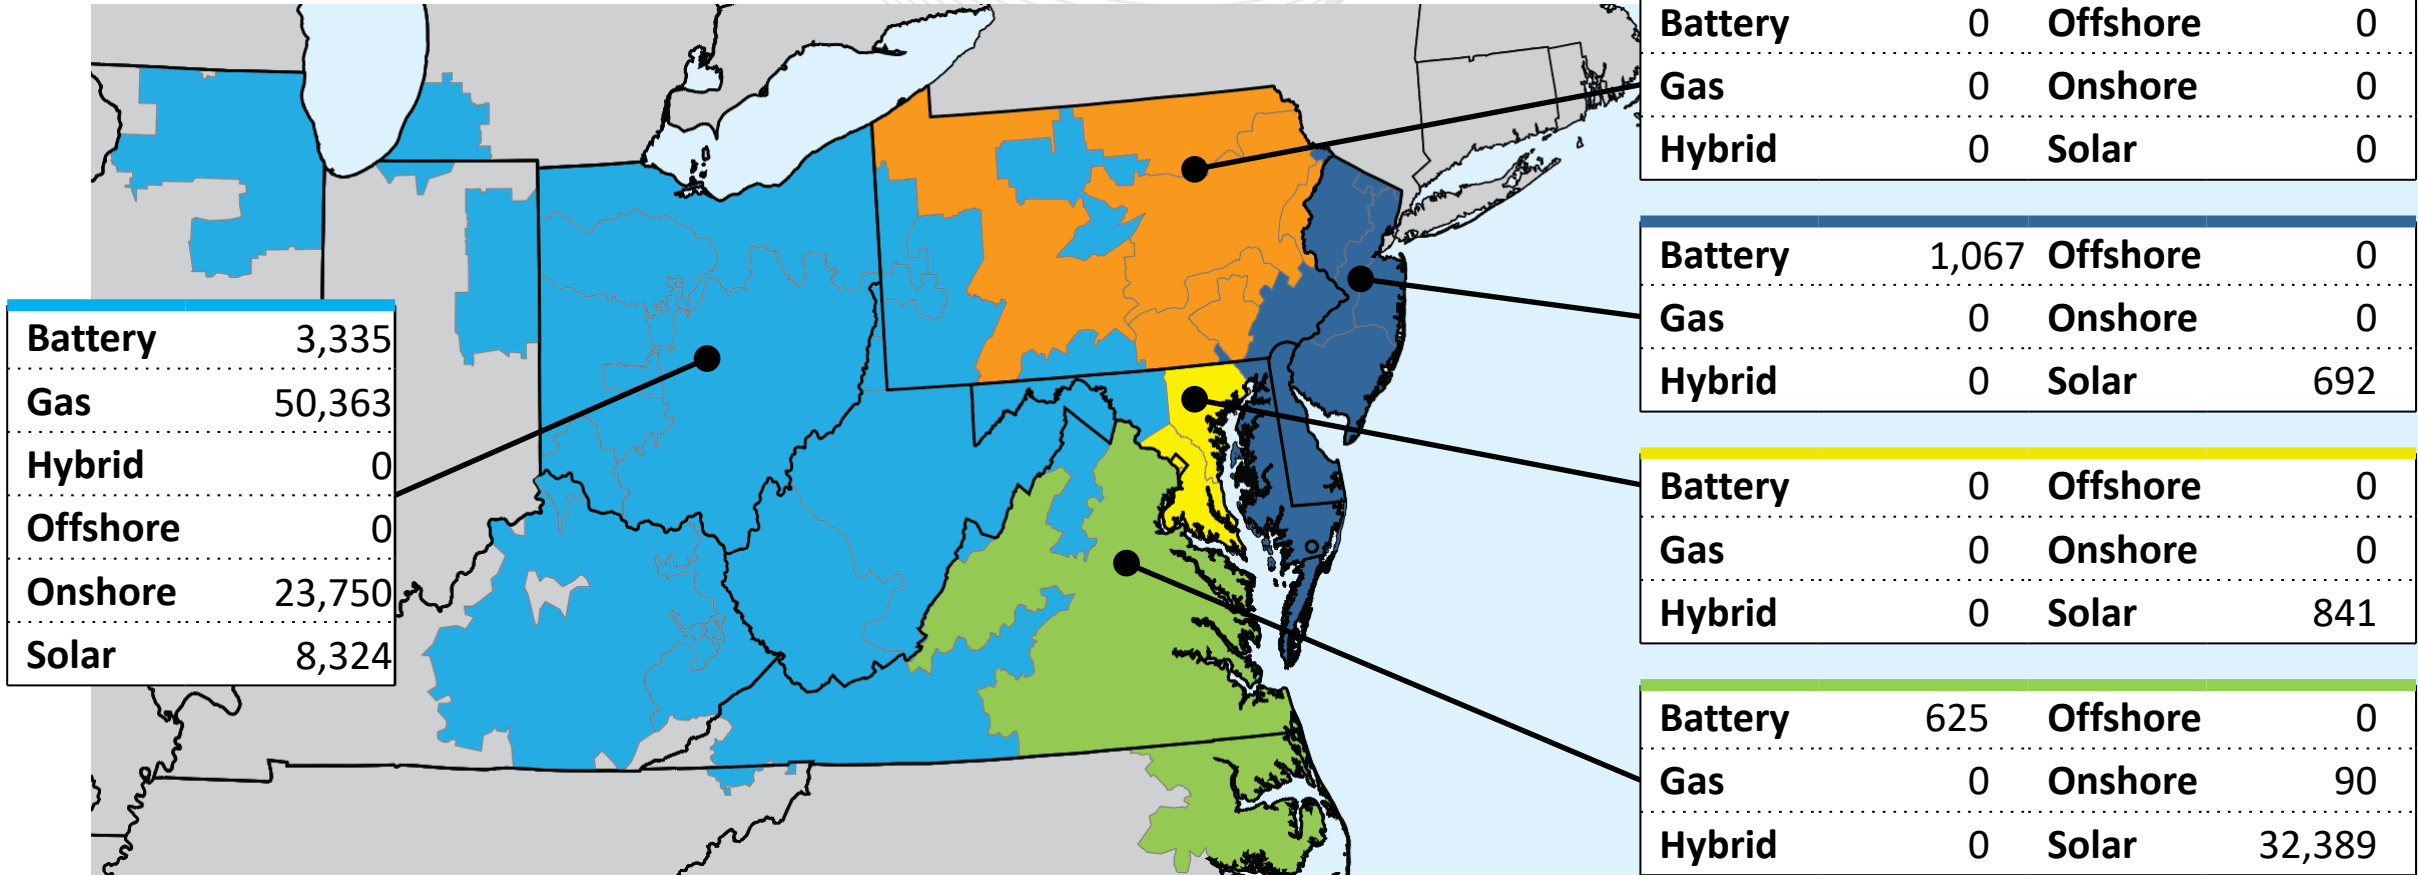 Battery 0 Offshore 0
Gas 0 Onshore 0
Hybrid 0 Solar 0
Battery 1,067 Offshore 0
Gas 0 Onshore 0
Hybrid 0 Solar 692
Battery 3,335
Gas 50,363
Hybrid 0
Offshore 0
Onshore 23,750
Solar 8,324
Battery 0 Offshore 0
Gas 0 Onshore 0
Hybrid 0 Solar 841
Battery 625 Offshore 0
Gas 0 Onshore 90
Hybrid 0 Solar 32,389